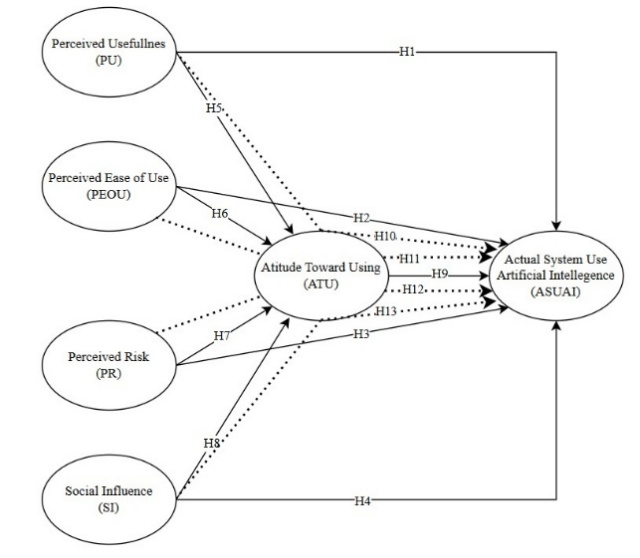 Perceived Usefullnes
(PU)
H1
H5
Perceived Ease of Use
(PEOU)
H6
H2
H10
H11
Atitude Toward Using
(ATU)
H9
Actual System Use
Artificial Intellegence
(ASUAI)
H12
H13
H7
H3
Perceived Risk
(PR)
H8
Social Influence
(SI)
H4